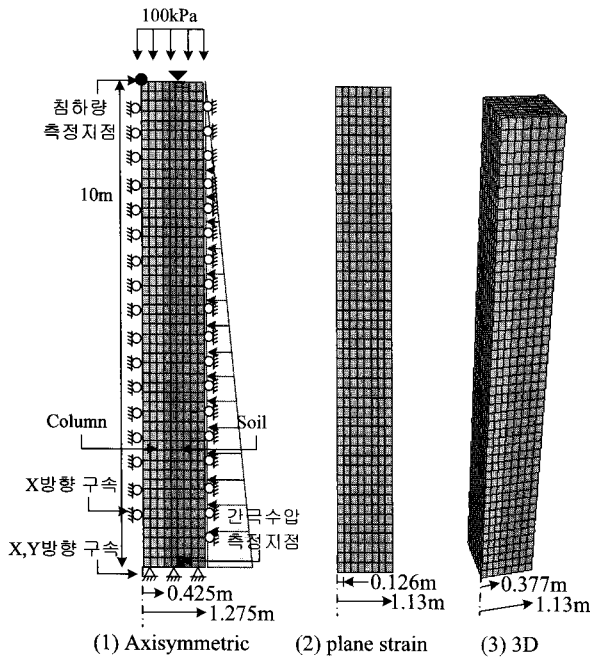 100kPa
침하량
측정지점
10m
Column
Soil
X방향 구속
간극수압
측정지점
X,Y방향 구속
0.425m
1.275m
0.126m
1.13m
0.377m
1.13m
(1) Axisymmetric
(2) plane strain
(3) 3D